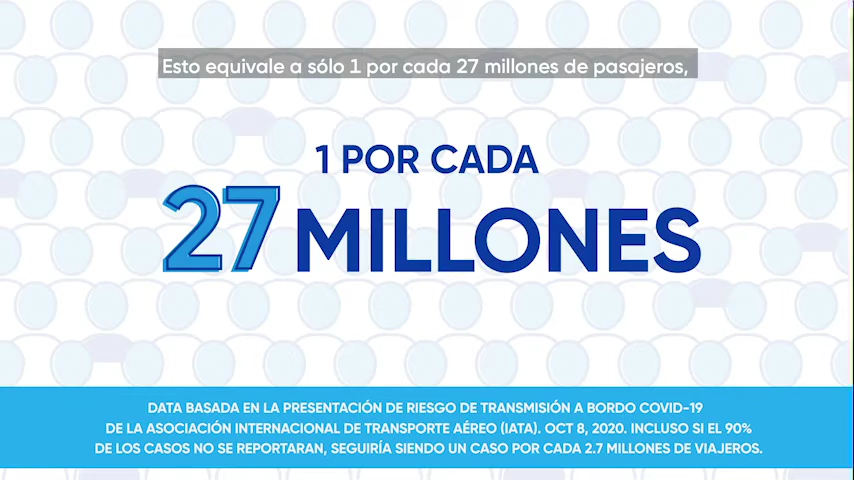 Esto equivale a sólo 1 por cada 27 millones de pasajeros,
1 POR CADA
27 MILLONES
DATA BASADA EN LA PRESENTACIÓN DE RIESGO DE TRANSMISIÓN A BORDO COVID-19
DE LA ASOCIACIÓN INTERNACIONAL DE TRANSPORTE AÉREO (IATA). OCT 8, 2020. INCLUSO SI EL 90%
DE LOS CASOS NO SE REPORTARAN, SEGUIRÍA SIENDO UN CASO POR CADA 2.7 MILLONES DE VIAJEROS.